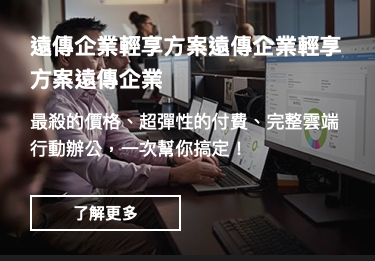 遠傳企業輕享方案遠傳企業輕享
方案遠傳企業
最殺的價格、超彈性的付費、完整雲端
行動辦公，一次幫你搞定！
了解更多